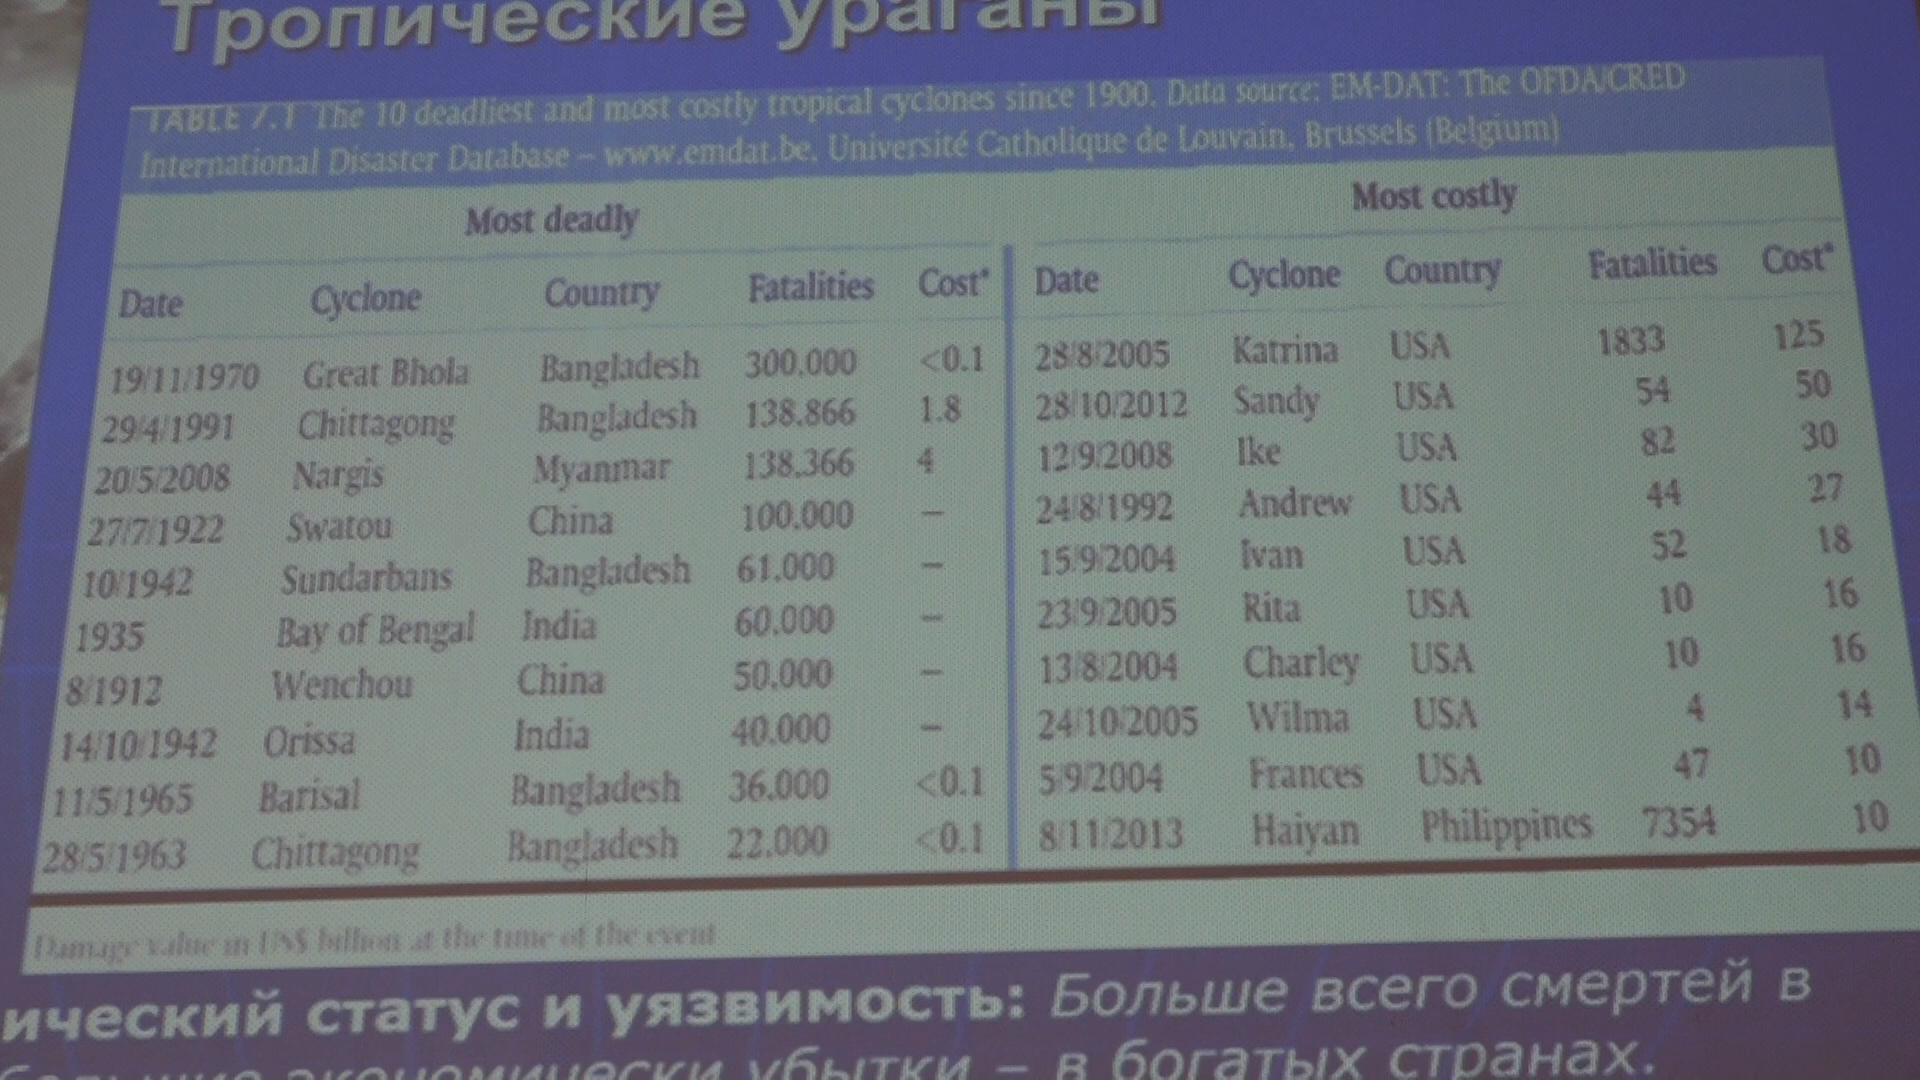 Тропические ураганы
TABLE 7.1 The 10 deadliest and most costly tropical cyclones since 1900. Data source: EM-DAT: The OFDA/CRED
International Disaster Database – www.emdat.be, Université Catholique de Louvain, Brussels (Belgium)
Most deadly Most costly
Date Cyclone Country Fatalities Cost* Date Cyclone Country Fatalities Cost*
19/11/1970 Great Bhola Bangladesh 300.000 <0.1 28/8/2005 Katrina USA 1833 125
29/4/1991 Chittagong Bangladesh 138.866 1.8 28/10/2012 Sandy USA 54 50
20/5/2008 Nargis Myanmar 138.366 4 12/9/2008 Ike USA 82 30
27/7/1922 Swatou China 100.000 – 24/8/1992 Andrew USA 44 27
10/1942 Sundarbans Bangladesh 61.000 – 15/9/2004 Ivan USA 52 18
1935 Bay of Bengal India 60.000 – 23/9/2005 Rita USA 10 16
8/1912 Wenchou China 50.000 – 13/8/2004 Charley USA 10 16
14/10/1942 Orissa India 40.000 – 24/10/2005 Wilma USA 4 14
11/5/1965 Barisal Bangladesh 36.000 <0.1 5/9/2004 Frances USA 47 10
28/5/1963 Chittagong Bangladesh 22.000 <0.1 8/11/2013 Haiyan Philippines 7354 10
Damage value in US$ billion at the time of the event
ический статус и уязвимость: Больше всего смертей в
экономически убытки – в богатых странах.